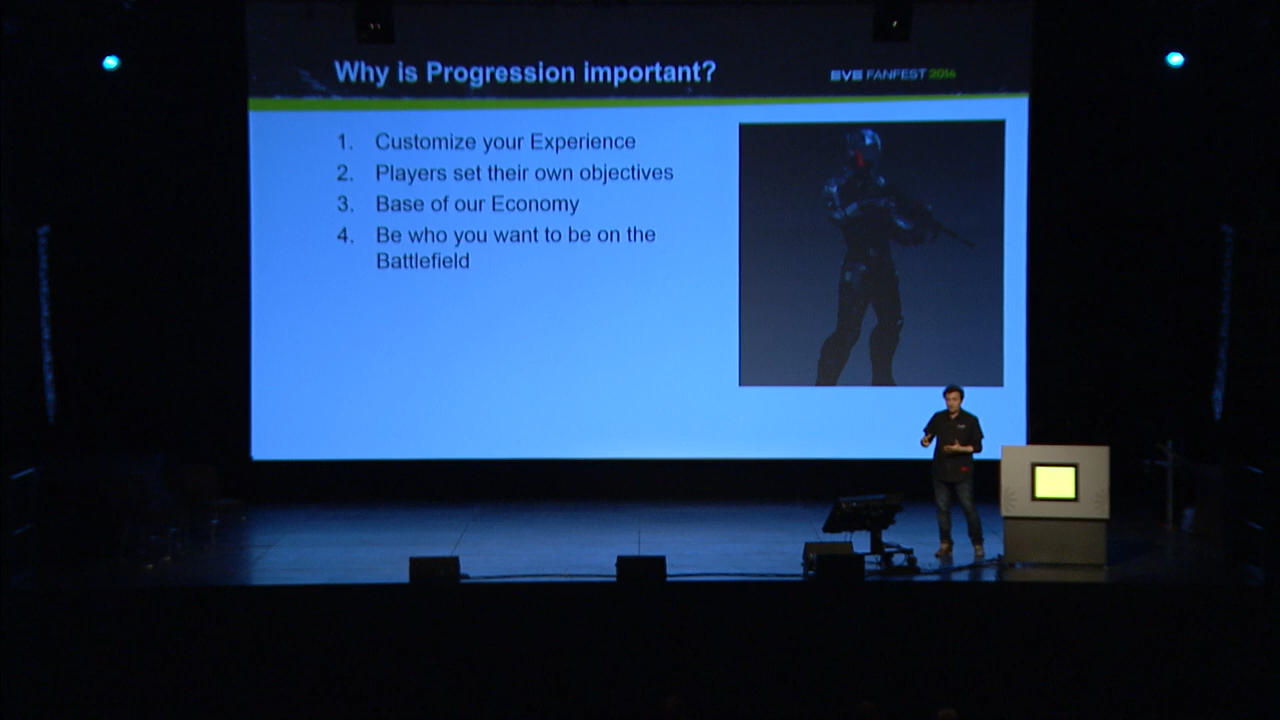 Why is Progression important?
EVE FANFEST 2014
1. Customize your Experience
2. Players set their own objectives
3. Base of our Economy
4. Be who you want to be on the
Battlefield